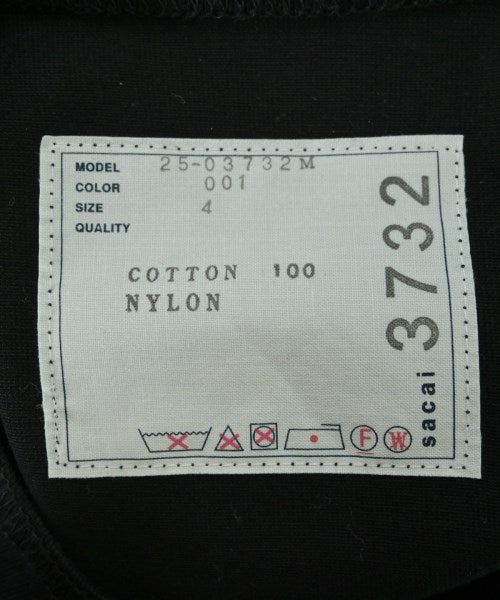 MODEL 25-03732M
COLOR 001
SIZE 4
QUALITY
COTTON 100
NYLON
F W
sacai 3732